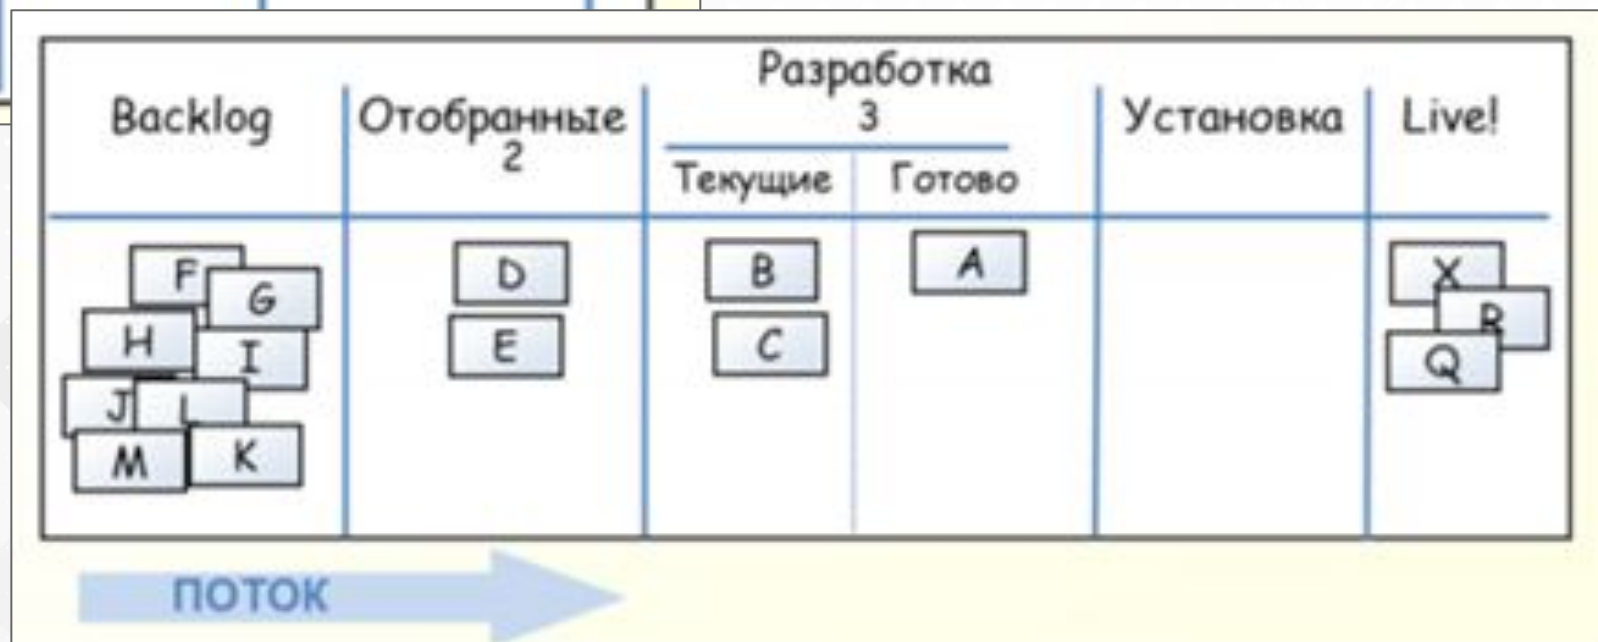 Разработка
Backlog Отобранные 3 Установка Live!
2
Текущие Готово
F D B A X
G
R
H I E C Q
J L
M K
ПОТОК